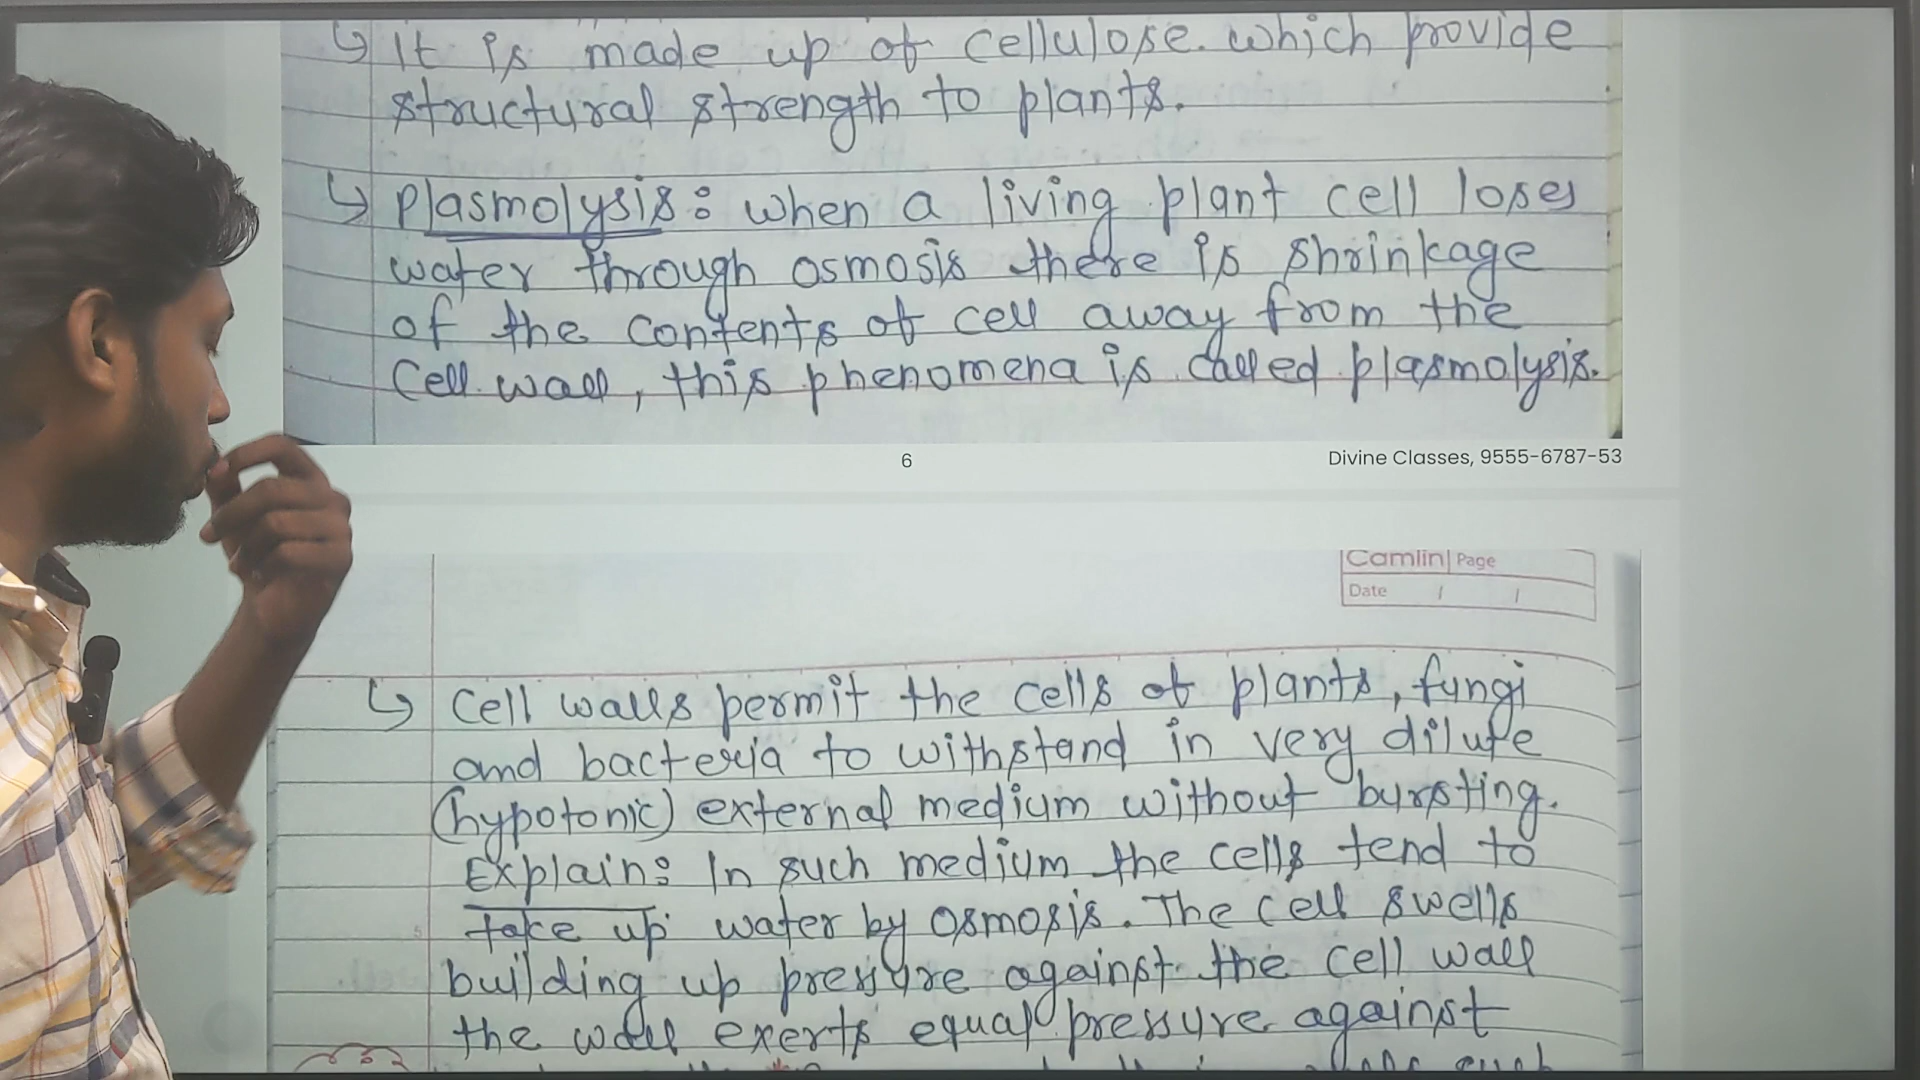 ↳ It is made up of cellulose. which provide
structural strength to plants.
↳ Plasmolysis: when a living plant cell loses
water through osmosis there is shrinkage
of the contents of cell away from the
Cell wall, this phenomena is called plasmolysis.
6
Divine Classes, 9555-6787-53
Camlin Page
Date / /
↳ Cell walls permit the cells of plants, fungi
and bacteria to withstand in very dilute
(hypotonic) external medium without bursting.
Explain: In such medium the cells tend to
take up water by osmosis. The cell swells
building up pressure against the cell wall
the wall exerts equal pressure against